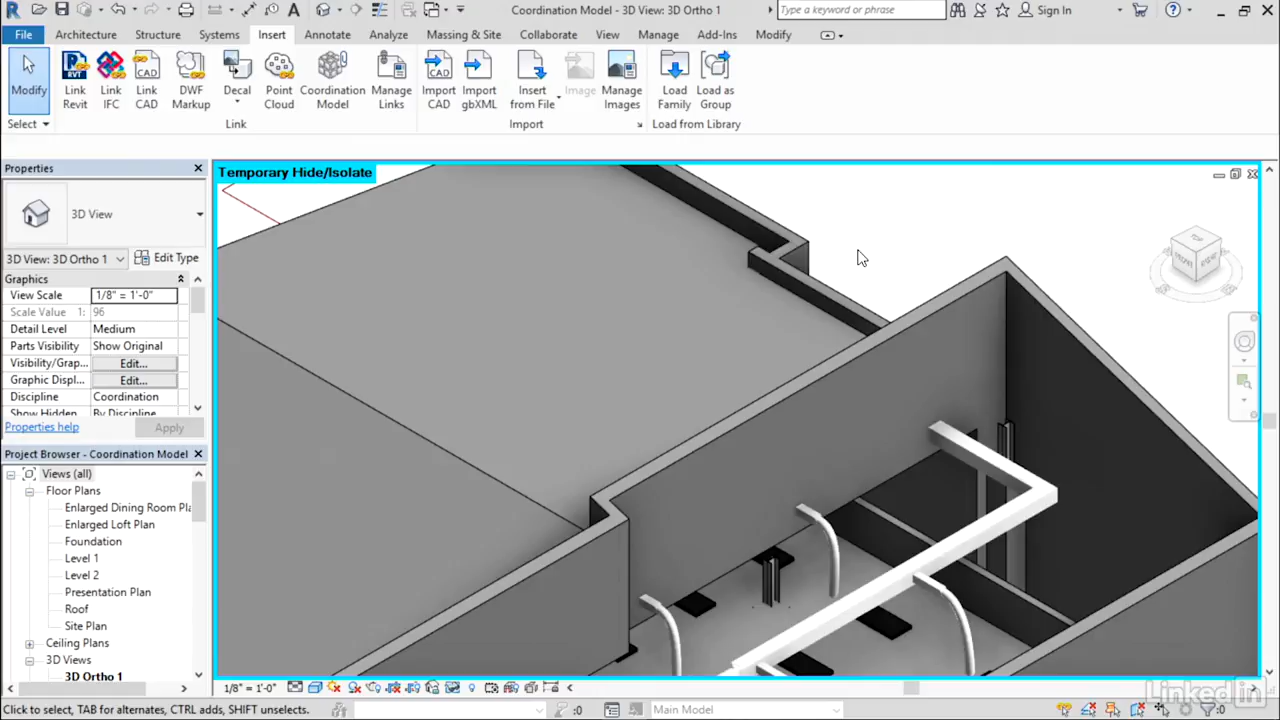 Coordination Model - 3D View: 3D Ortho 1
Type a keyword or phrase
Sign In
File
Architecture
Structure
Systems
Insert
Annotate
Analyze
Massing & Site
Collaborate
View
Manage
Add-Ins
Modify
Modify
Link Revit
Link IFC
Link CAD
DWF Markup
Decal
Point Cloud
Coordination Model
Manage Links
Import CAD
Import gbXML
Insert from File
Image
Manage Images
Load Family
Load as Group
Select
Link
Import
Load from Library
Properties
Temporary Hide/Isolate
3D View
3D View: 3D Ortho 1
Edit Type
Graphics
View Scale 1/8" = 1'-0"
Scale Value 1: 96
Detail Level Medium
Parts Visibility Show Original
Visibility/Grap... Edit...
Graphic Displ... Edit...
Discipline Coordination
Show Hidden By Discipline
Properties help
Apply
Project Browser - Coordination Model
Views (all)
Floor Plans
Enlarged Dining Room Pla
Enlarged Loft Plan
Foundation
Level 1
Level 2
Presentation Plan
Roof
Site Plan
Ceiling Plans
3D Views
3D Ortho 1
1/8" = 1'-0"
Click to select, TAB for alternates, CTRL adds, SHIFT unselects.
:0
Main Model
:0
LinkedIn